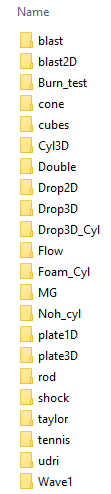 Name
blast
blast2D
Burn_test
cone
cubes
Cyl3D
Double
Drop2D
Drop3D
Drop3D_Cyl
Flow
Foam_Cyl
MG
Noh_cyl
plate1D
plate3D
rod
shock
taylor
tennis
udri
Wave1